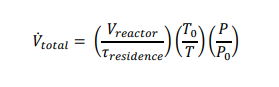 V̇_total = (V_reactor / τ_residence) (T_0 / T) (P / P_0)